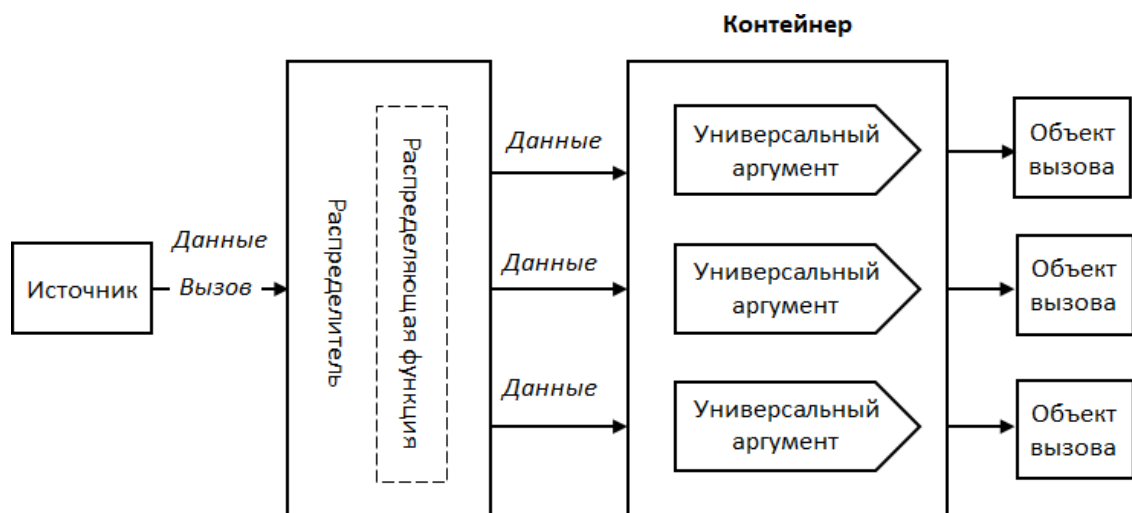 Контейнер
Источник
Данные
Вызов
Распределитель
Распределяющая функция
Данные
Данные
Данные
Универсальный
аргумент
Универсальный
аргумент
Универсальный
аргумент
Объект
вызова
Объект
вызова
Объект
вызова